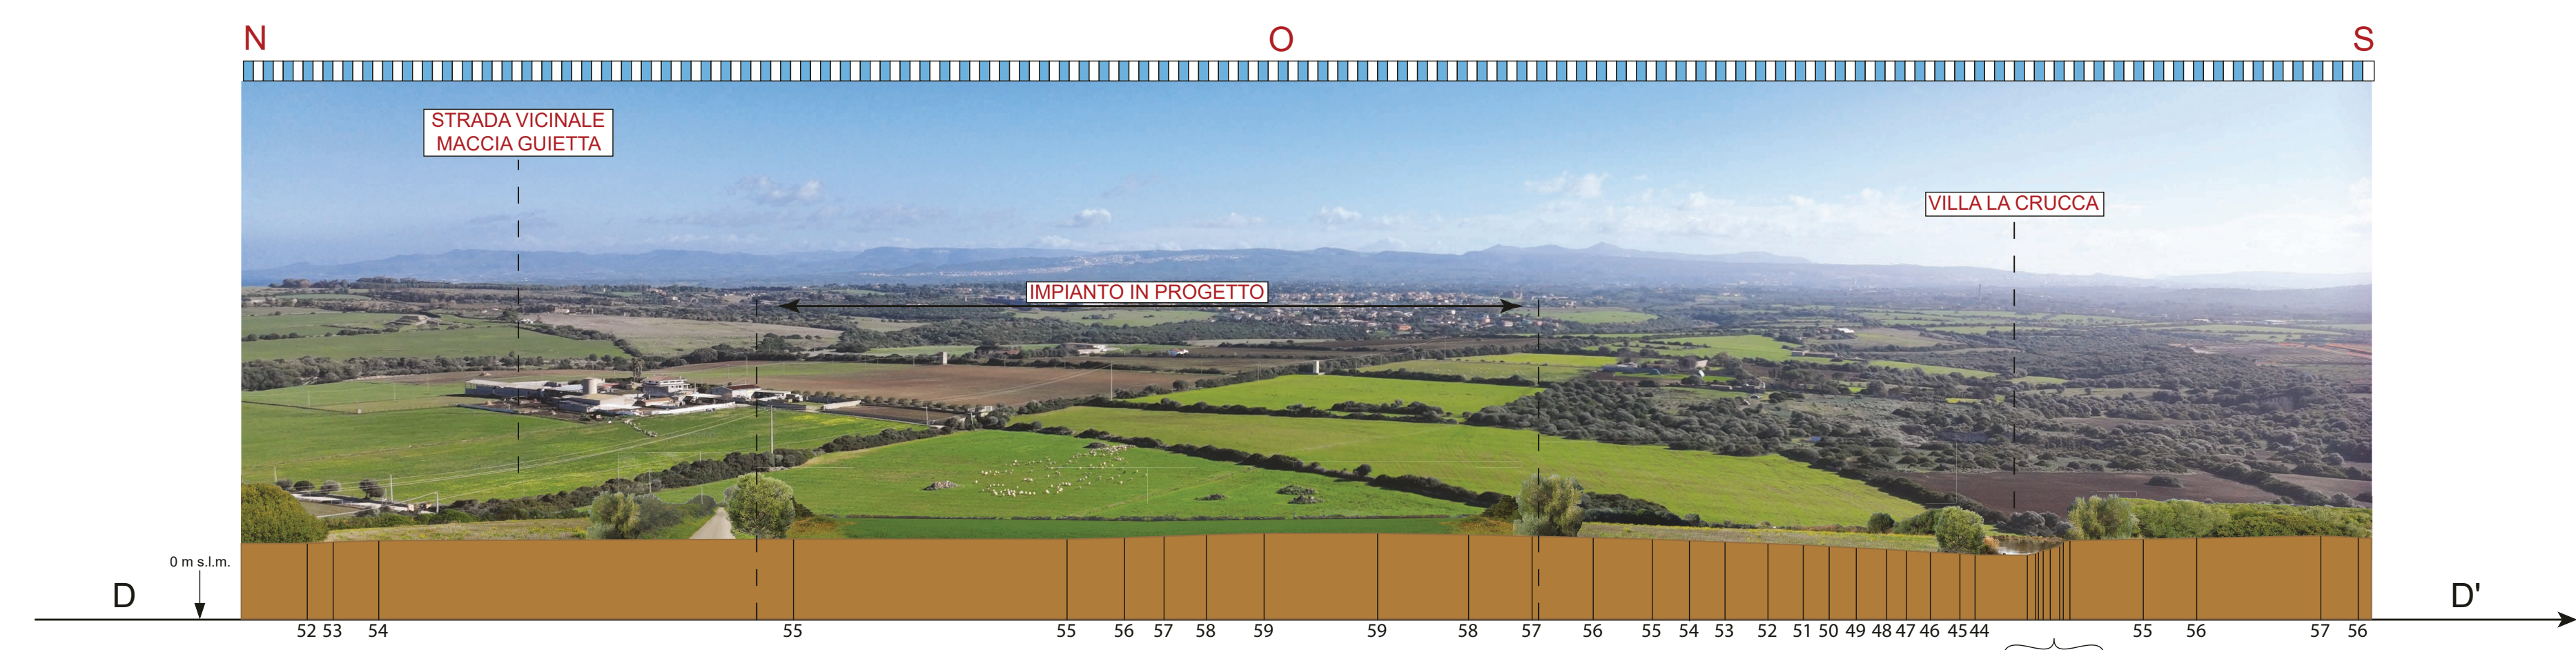 N O S
STRADA VICINALE
MACCIA GUIETTA
VILLA LA CRUCCA
IMPIANTO IN PROGETTO
0 m s.l.m.
D D'
52 53 54 55 55 56 57 58 59 59 58 57 56 55 54 53 52 51 50 49 48 47 46 45 44 55 56 57 56